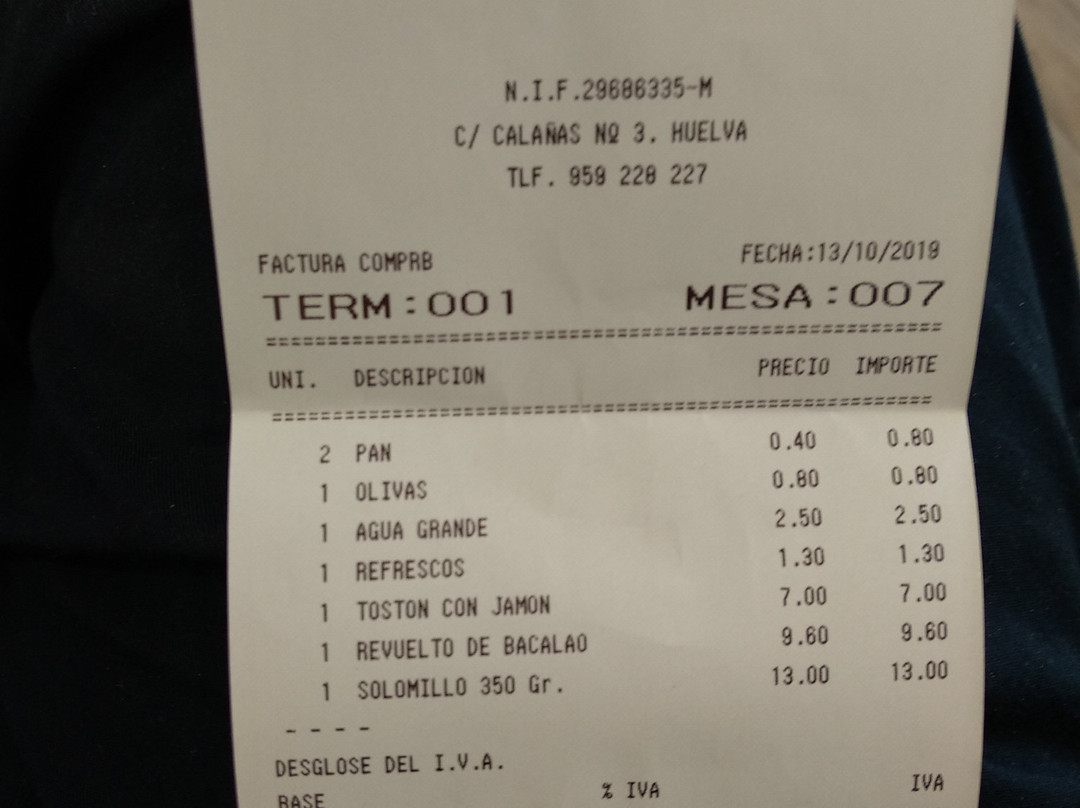 N.I.F.29686335-M
C/ CALAÑAS Nº 3. HUELVA
TLF. 959 228 227
FACTURA COMPRB FECHA:13/10/2019
TERM:001 MESA:007
UNI. DESCRIPCION PRECIO IMPORTE
2 PAN 0.40 0.80
1 OLIVAS 0.80 0.80
1 AGUA GRANDE 2.50 2.50
1 REFRESCOS 1.30 1.30
1 TOSTON CON JAMON 7.00 7.00
1 REVUELTO DE BACALAO 9.60 9.60
1 SOLOMILLO 350 Gr. 13.00 13.00
- - - -
DESGLOSE DEL I.V.A.
BASE % IVA IVA